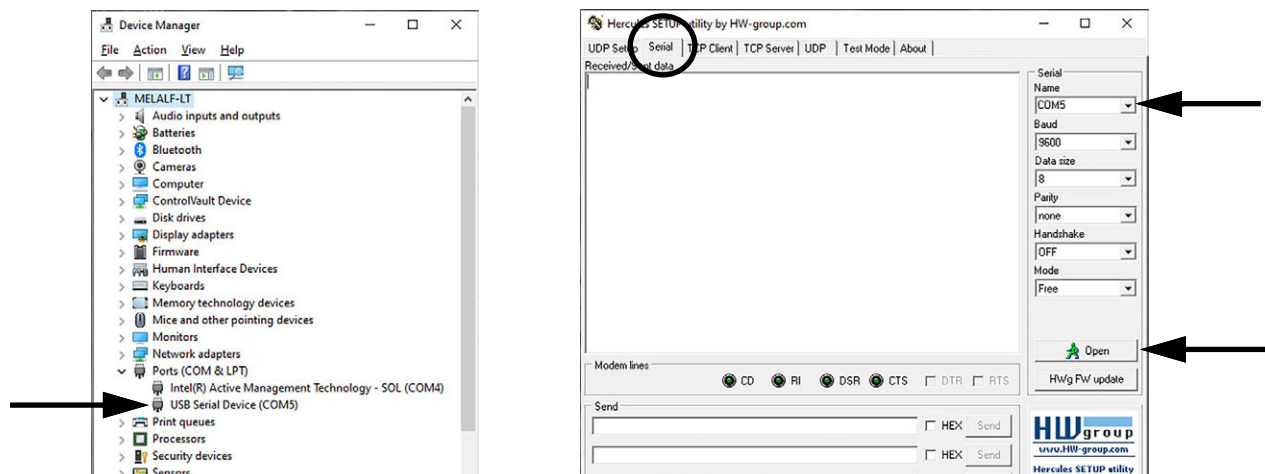 Device Manager
File Action View Help
MELALF-LT
Audio inputs and outputs
Batteries
Bluetooth
Cameras
Computer
ControlVault Device
Disk drives
Display adapters
Firmware
Human Interface Devices
Keyboards
Memory technology devices
Mice and other pointing devices
Monitors
Network adapters
Ports (COM & LPT)
Intel(R) Active Management Technology - SOL (COM4)
USB Serial Device (COM5)
Print queues
Processors
Security devices
Sensors
Hercules SETUP utility by HW-group.com
UDP Setup Serial TCP Client TCP Server UDP Test Mode About
Received/Sent data
Serial
Name
COM5
Baud
9600
Data size
8
Parity
none
Handshake
OFF
Mode
Free
Open
HWg FW update
Modem lines
CD RI DSR CTS DTR RTS
Send
HEX Send
HEX Send
HWgroup
www.HW-group.com
Hercules SETUP utility